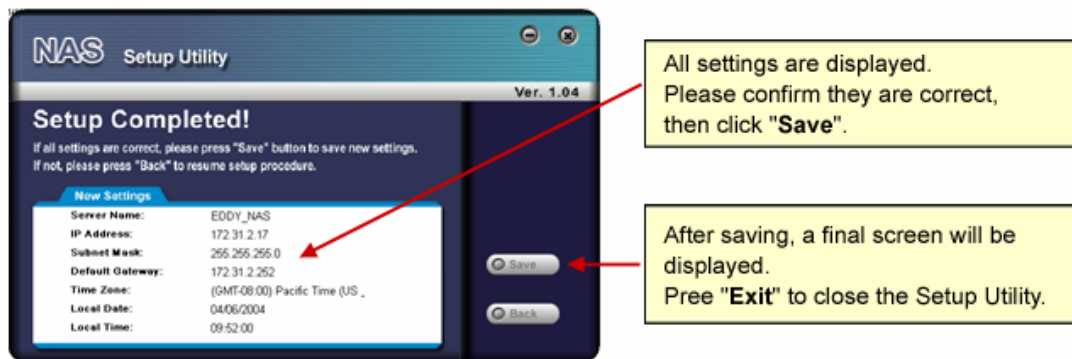 NAS Setup Utility
Ver. 1.04
Setup Completed!
If all settings are correct, please press "Save" button to save new settings.
If not, please press "Back" to resume setup procedure.
Now Settings
Server Name: EDDY_NAS
IP Address: 172.31.2.17
Subnet Mask: 255.255.255.0
Default Gateway: 172.31.2.252
Time Zone: (GMT-08:00) Pacific Time (US _
Local Date: 04/06/2004
Local Time: 09:52:00
Save
Back
All settings are displayed.
Please confirm they are correct,
then click "Save".
After saving, a final screen will be
displayed.
Pree "Exit" to close the Setup Utility.